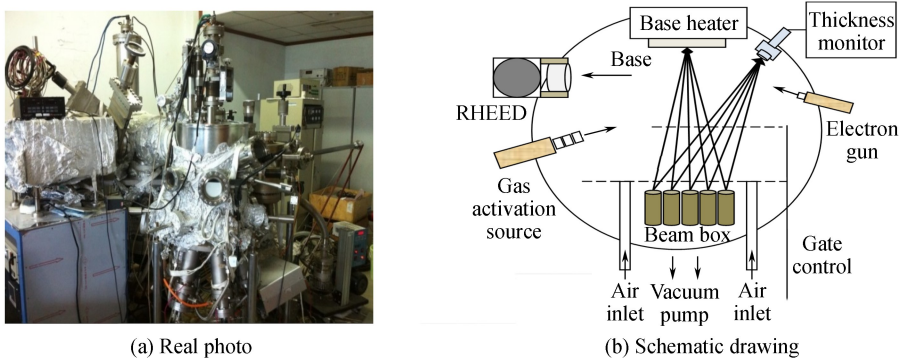 Base heater
Thickness
monitor
Base
RHEED
Electron
gun
Gas
activation
source
Beam box
Gate
control
Air
inlet
Vacuum
pump
Air
inlet
(a) Real photo
(b) Schematic drawing